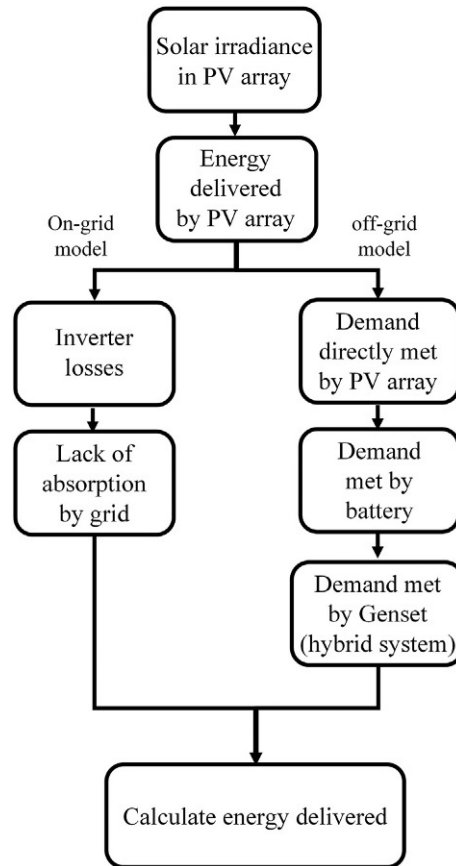 Solar irradiance
in PV array
Energy
delivered
by PV array
On-grid
model
off-grid
model
Inverter
losses
Demand
directly met
by PV array
Lack of
absorption
by grid
Demand
met by
battery
Demand met
by Genset
(hybrid system)
Calculate energy delivered